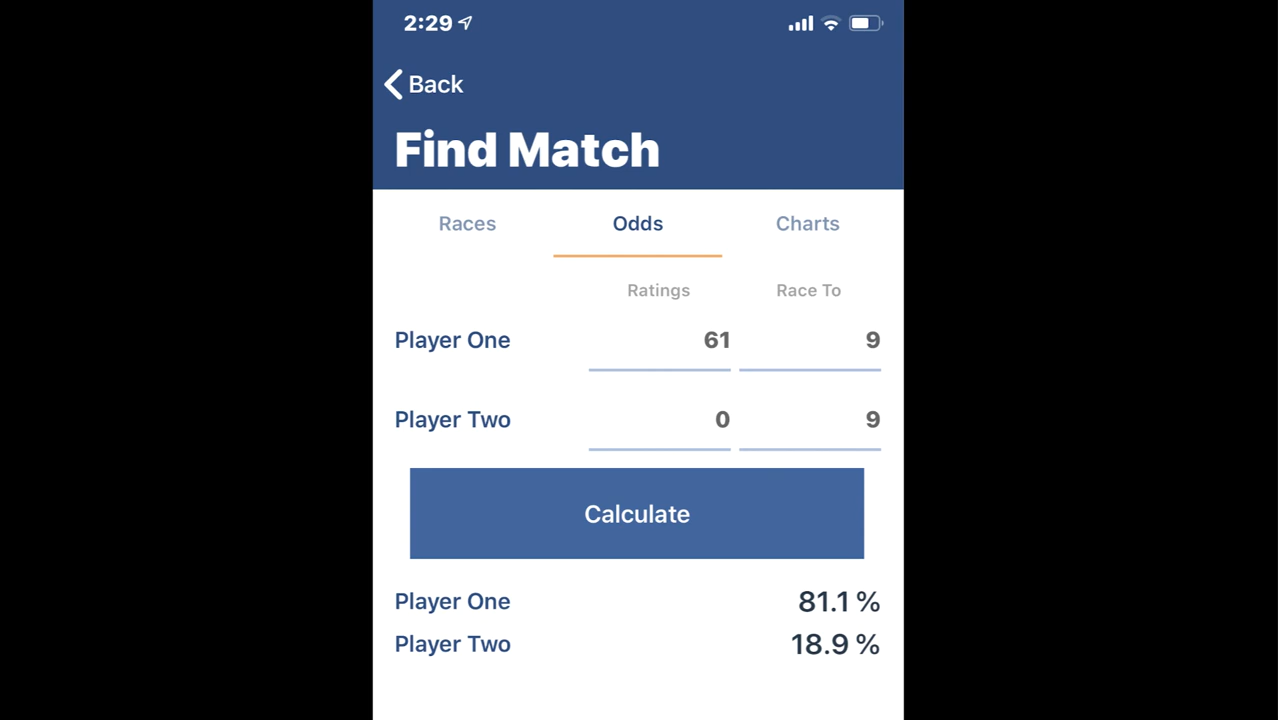 2:29
Back
Find Match
Races Odds Charts
Ratings Race To
Player One 61 9
Player Two 0 9
Calculate
Player One 81.1 %
Player Two 18.9 %